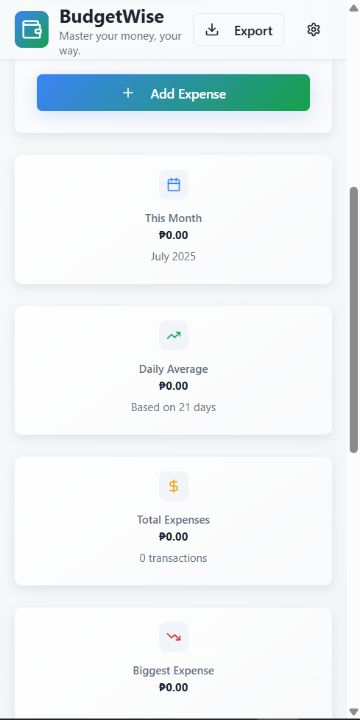 BudgetWise
Master your money, your
way.
Export
+ Add Expense
This Month
₱0.00
July 2025
Daily Average
₱0.00
Based on 21 days
Total Expenses
₱0.00
0 transactions
Biggest Expense
₱0.00